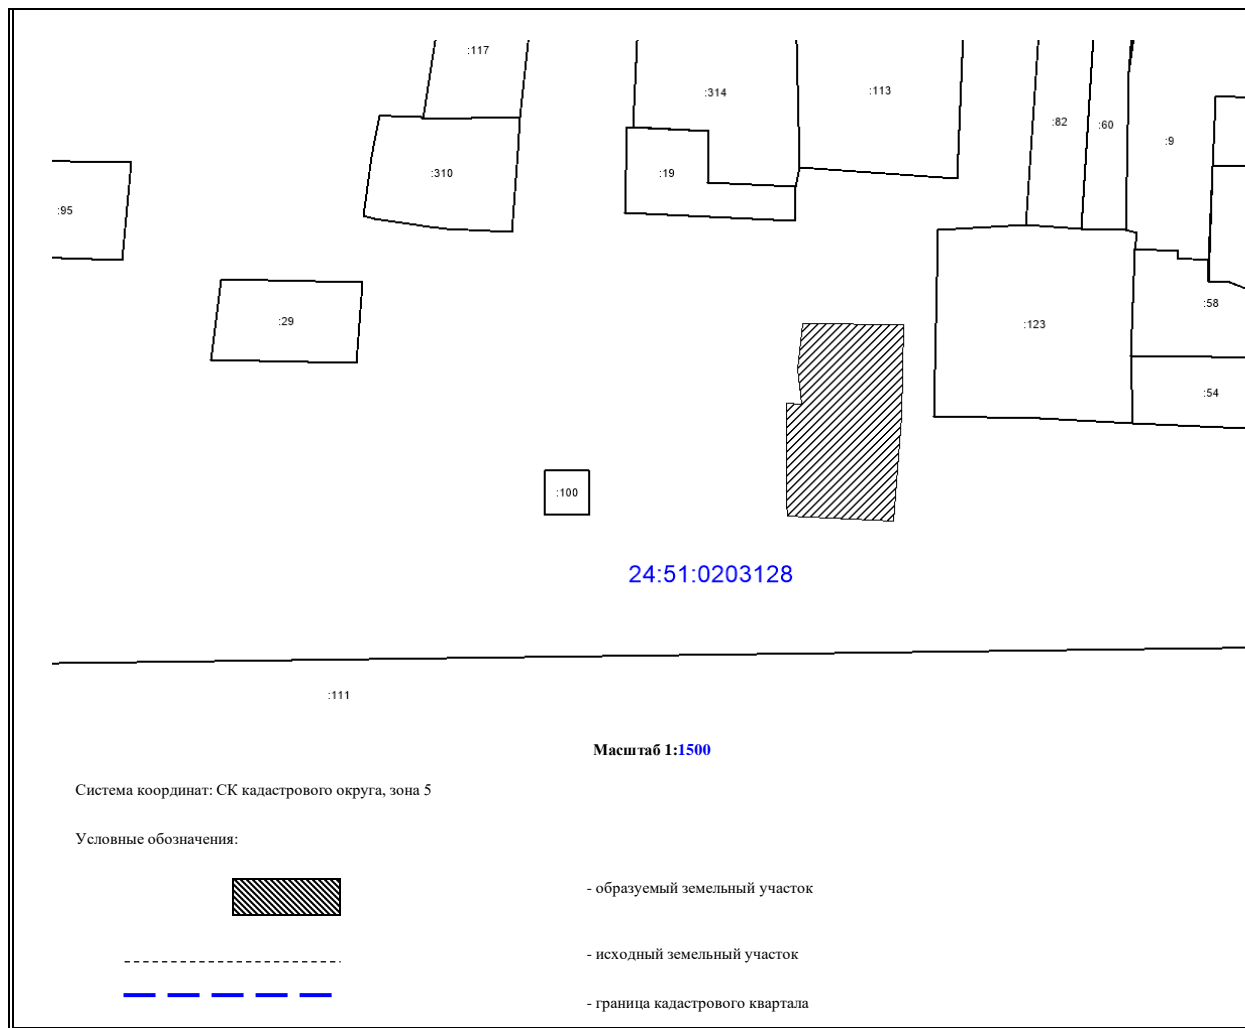 :117
:314
:113
:82
:60
:9
:310
:19
:95
:58
:29
:123
:54
:100
24:51:0203128
:111
Масштаб 1:1500
Система координат: СК кадастрового округа, зона 5
Условные обозначения:
- образуемый земельный участок
- исходный земельный участок
- граница кадастрового квартала